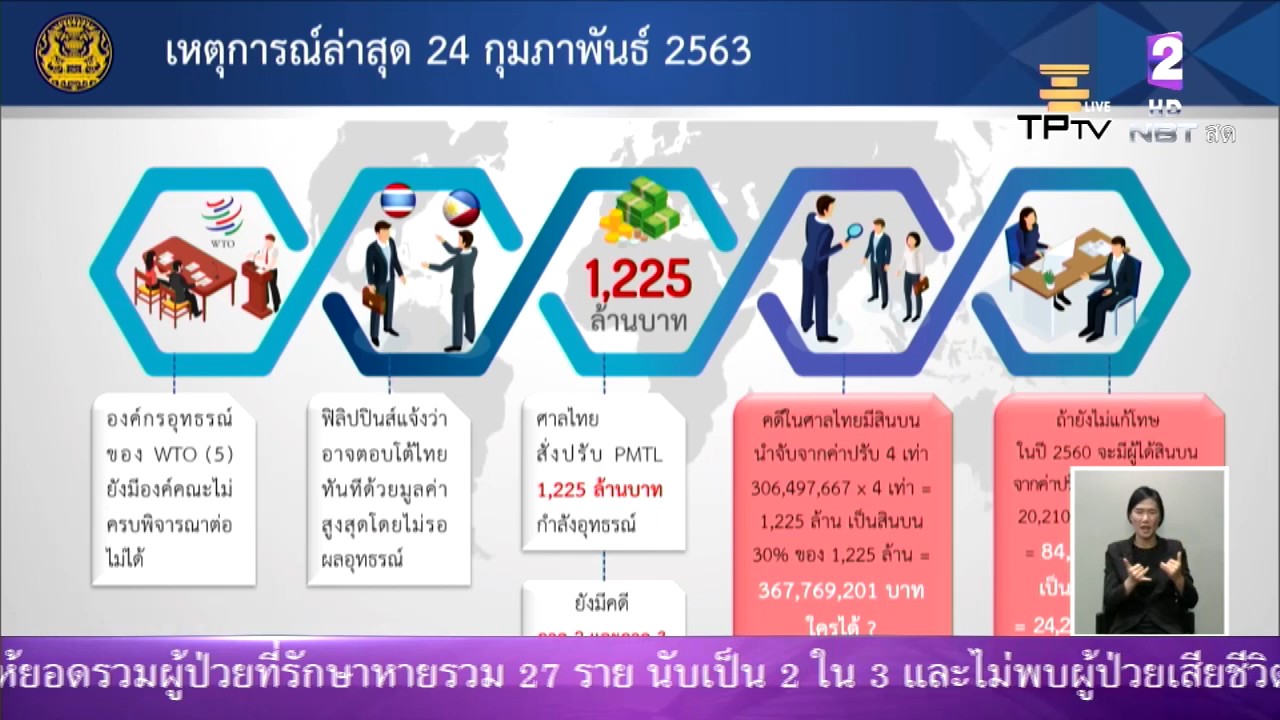 เหตุการณ์ล่าสุด 24 กุมภาพันธ์ 2563
2
HD
LIVE
TPTV
NBT สด
WTO
1,225
ล้านบาท
องค์กรอุทธรณ์
ของ WTO (5)
ยังมีองค์คณะไม่
ครบพิจารณาต่อ
ไม่ได้
ฟิลิปปินส์แจ้งว่า
อาจตอบโต้ไทย
ทันทีด้วยมูลค่า
สูงสุดโดยไม่รอ
ผลอุทธรณ์
ศาลไทย
สั่งปรับ PMTL
1,225 ล้านบาท
กำลังอุทธรณ์
ยังมีคดี
คดีในศาลไทยมีสินบน
นำจับจากค่าปรับ 4 เท่า
306,497,667 x 4 เท่า =
1,225 ล้าน เป็นสินบน
30% ของ 1,225 ล้าน =
367,769,201 บาท
ใครได้ ?
ถ้ายังไม่แก้โทษ
ในปี 2560 จะมีผู้ได้สินบน
จากค่าป
20,210
= 84,
เป็น
= 24,2
ห้ยอดรวมผู้ป่วยที่รักษาหายรวม 27 ราย นับเป็น 2 ใน 3 และไม่พบผู้ป่วยเสียชีวิต